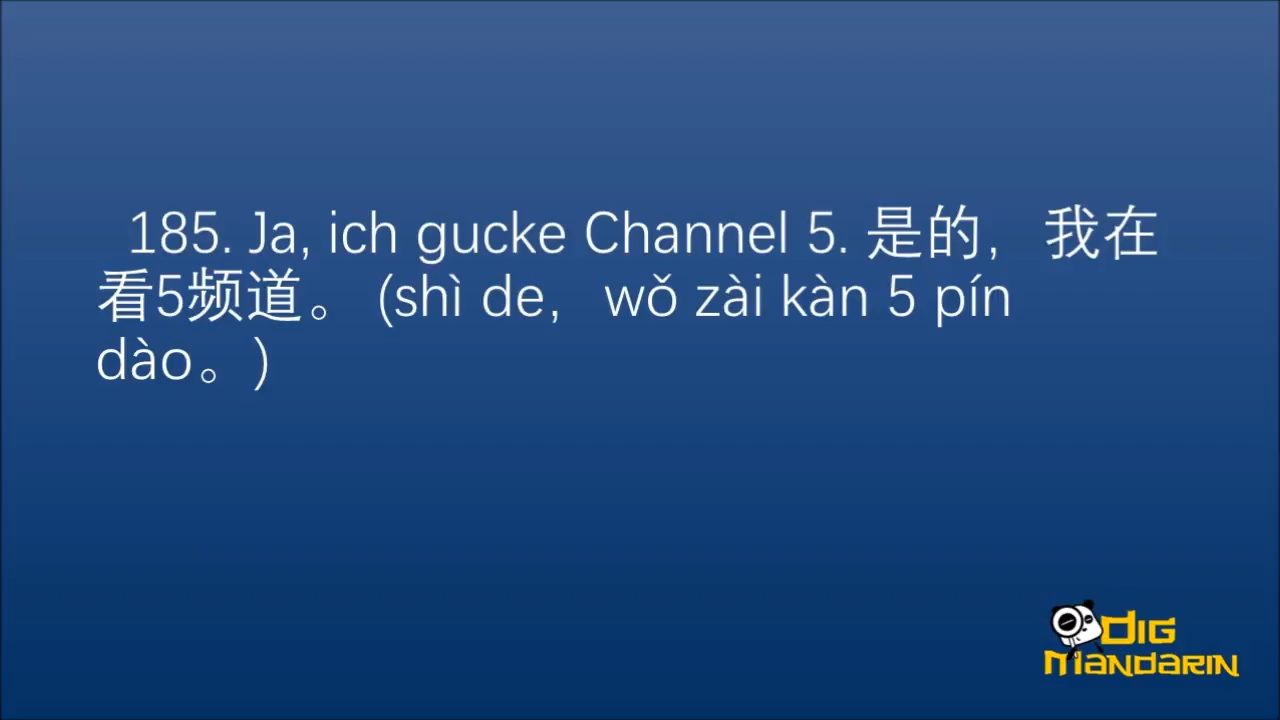 185. Ja, ich gucke Channel 5. 是的，我在
看5频道。 (shì de，wǒ zài kàn 5 pín
dào。)
DIG
MANDARIN